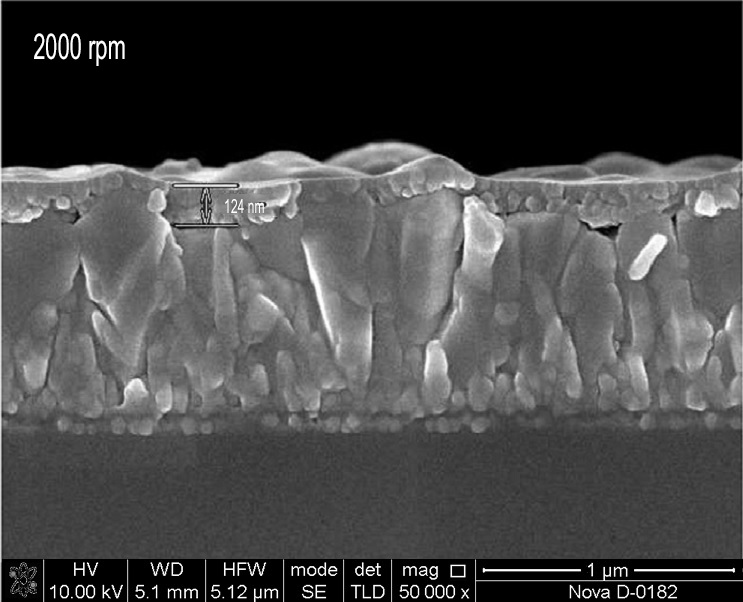 2000 rpm
124 nm
HV WD HFW mode det mag 1 µm
10.00 kV 5.1 mm 5.12 µm SE TLD 50 000 x Nova D-0182